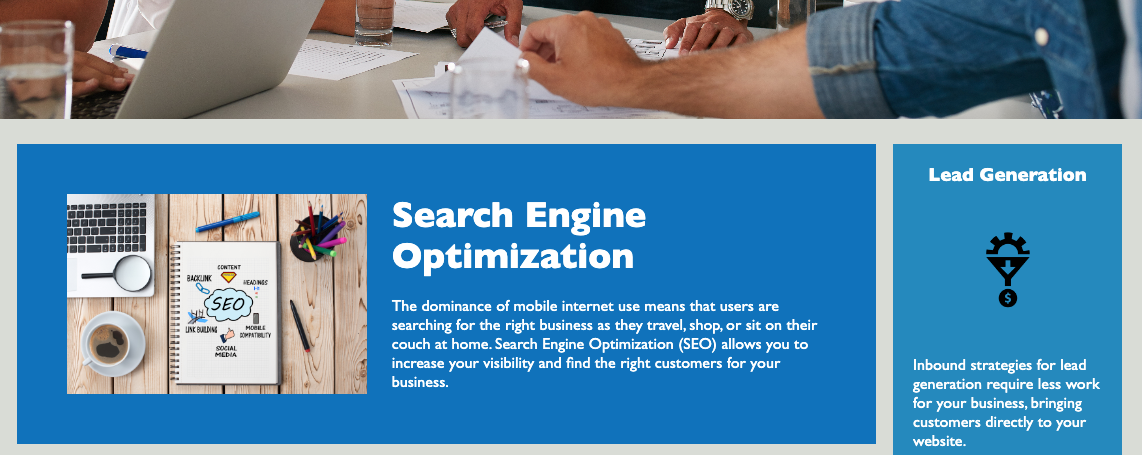 Search Engine
Optimization
The dominance of mobile internet use means that users are
searching for the right business as they travel, shop, or sit on their
couch at home. Search Engine Optimization (SEO) allows you to
increase your visibility and find the right customers for your
business.
CONTENT
BACKLINK
HEADINGS
SEO
LINK BUILDING
MOBILE
COMPATIBILITY
SOCIAL
MEDIA
Lead Generation
$
Inbound strategies for lead
generation require less work
for your business, bringing
customers directly to your
website.